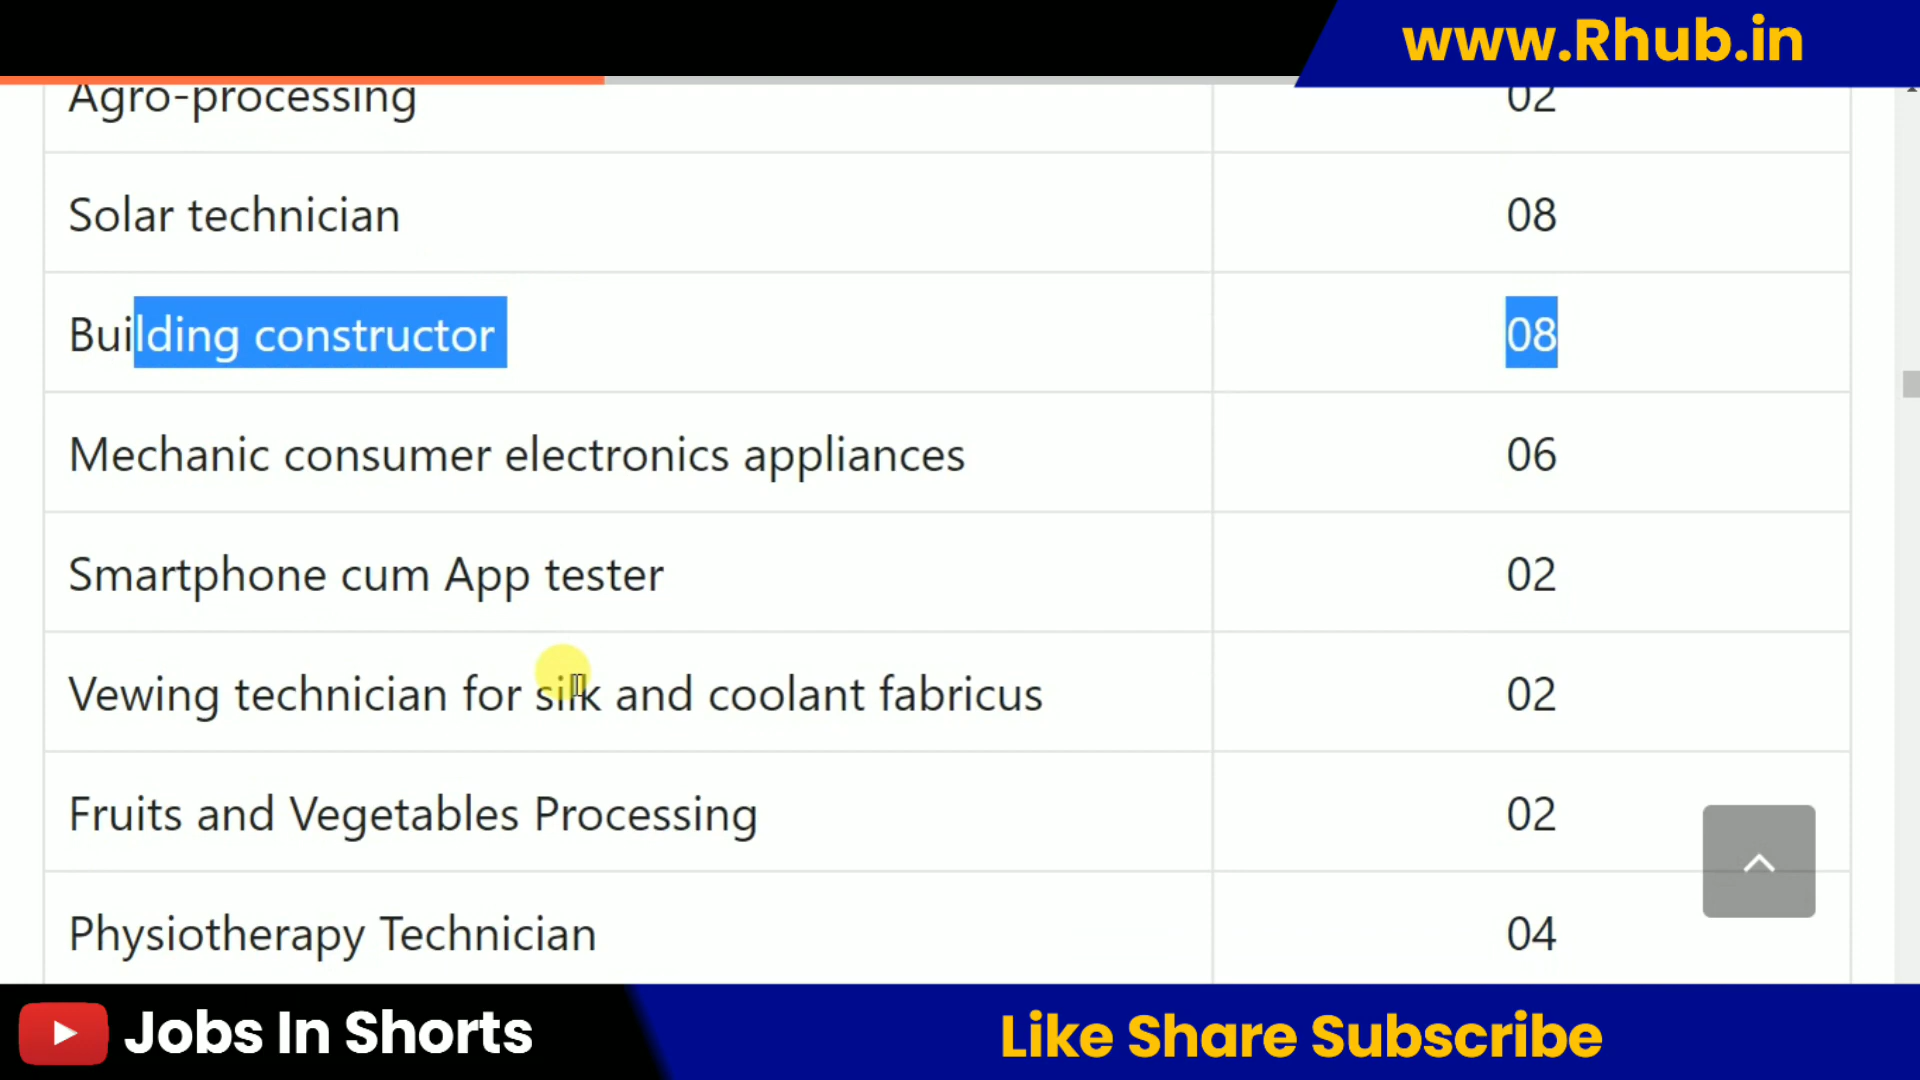 www.Rhub.in
Agro-processing 02
Solar technician 08
Building constructor 08
Mechanic consumer electronics appliances 06
Smartphone cum App tester 02
Vewing technician for silk and coolant fabricus 02
Fruits and Vegetables Processing 02
Physiotherapy Technician 04
Jobs In Shorts Like Share Subscribe